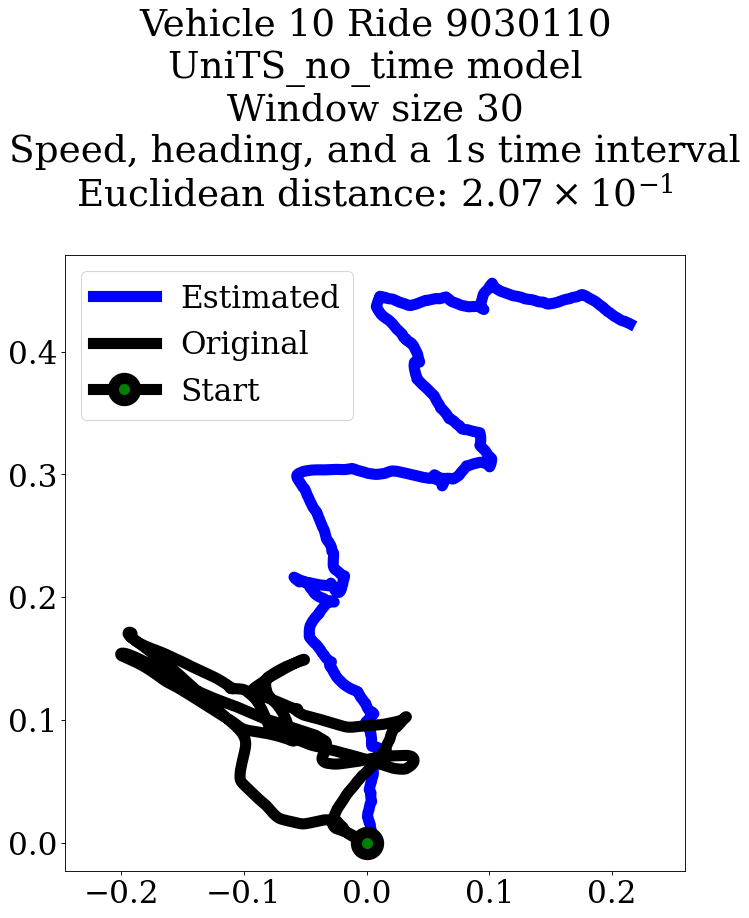 Vehicle 10 Ride 9030110
UniTS_no_time model
Window size 30
Speed, heading, and a 1s time interval
Euclidean distance: 2.07 × 10⁻¹
Estimated
Original
Start
0.4
0.3
0.2
0.1
0.0
−0.2 −0.1 0.0 0.1 0.2